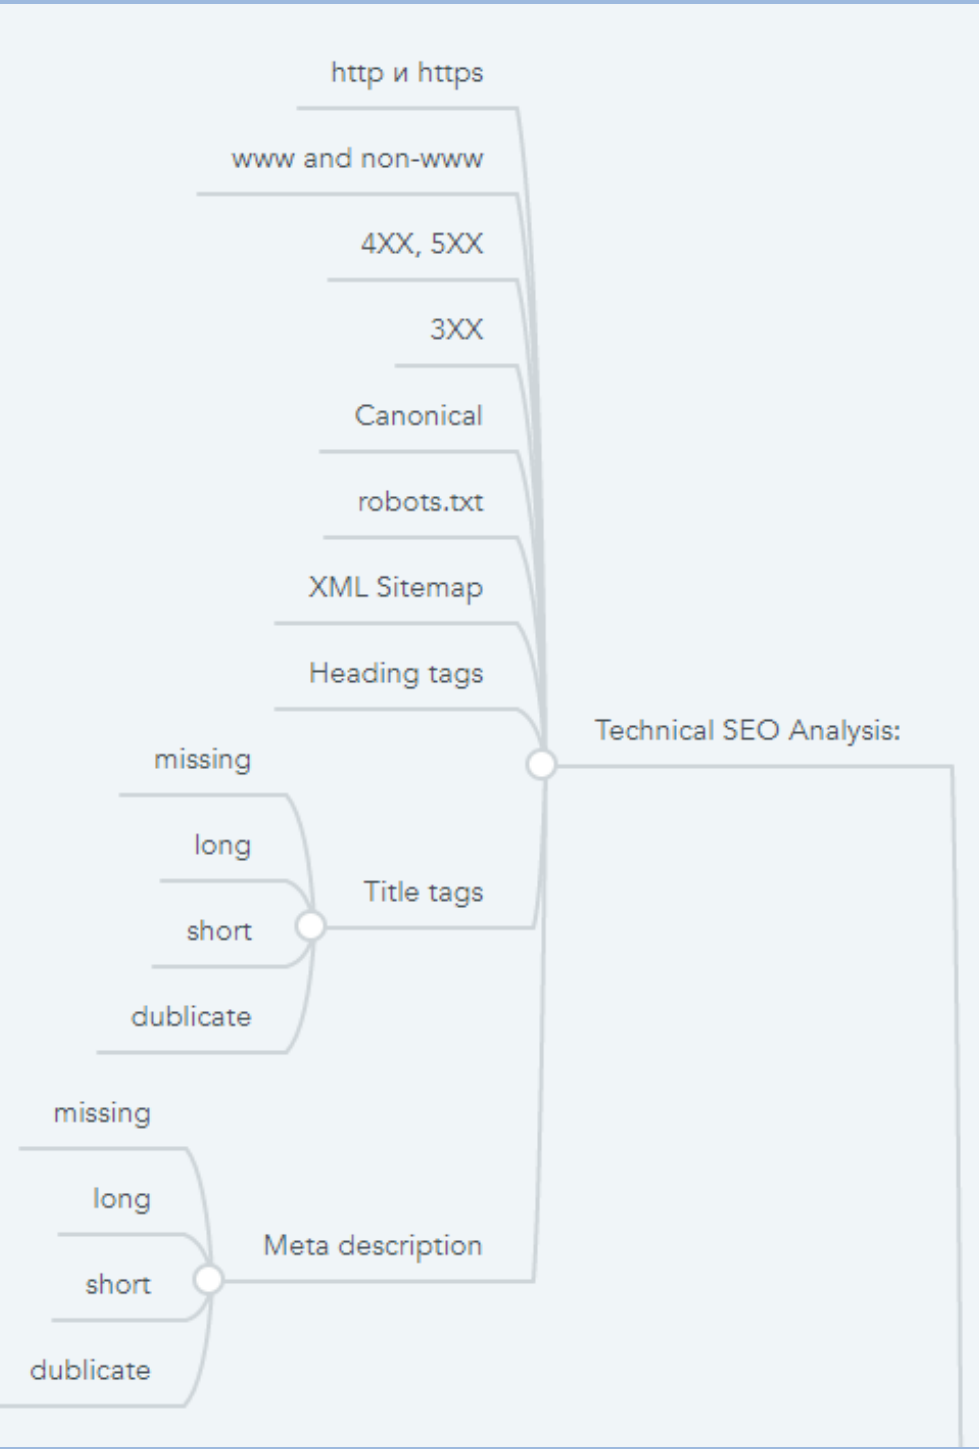 http и https
www and non-www
4XX, 5XX
3XX
Canonical
robots.txt
XML Sitemap
Heading tags
Technical SEO Analysis:
missing
long
Title tags
short
dublicate
missing
long
Meta description
short
dublicate